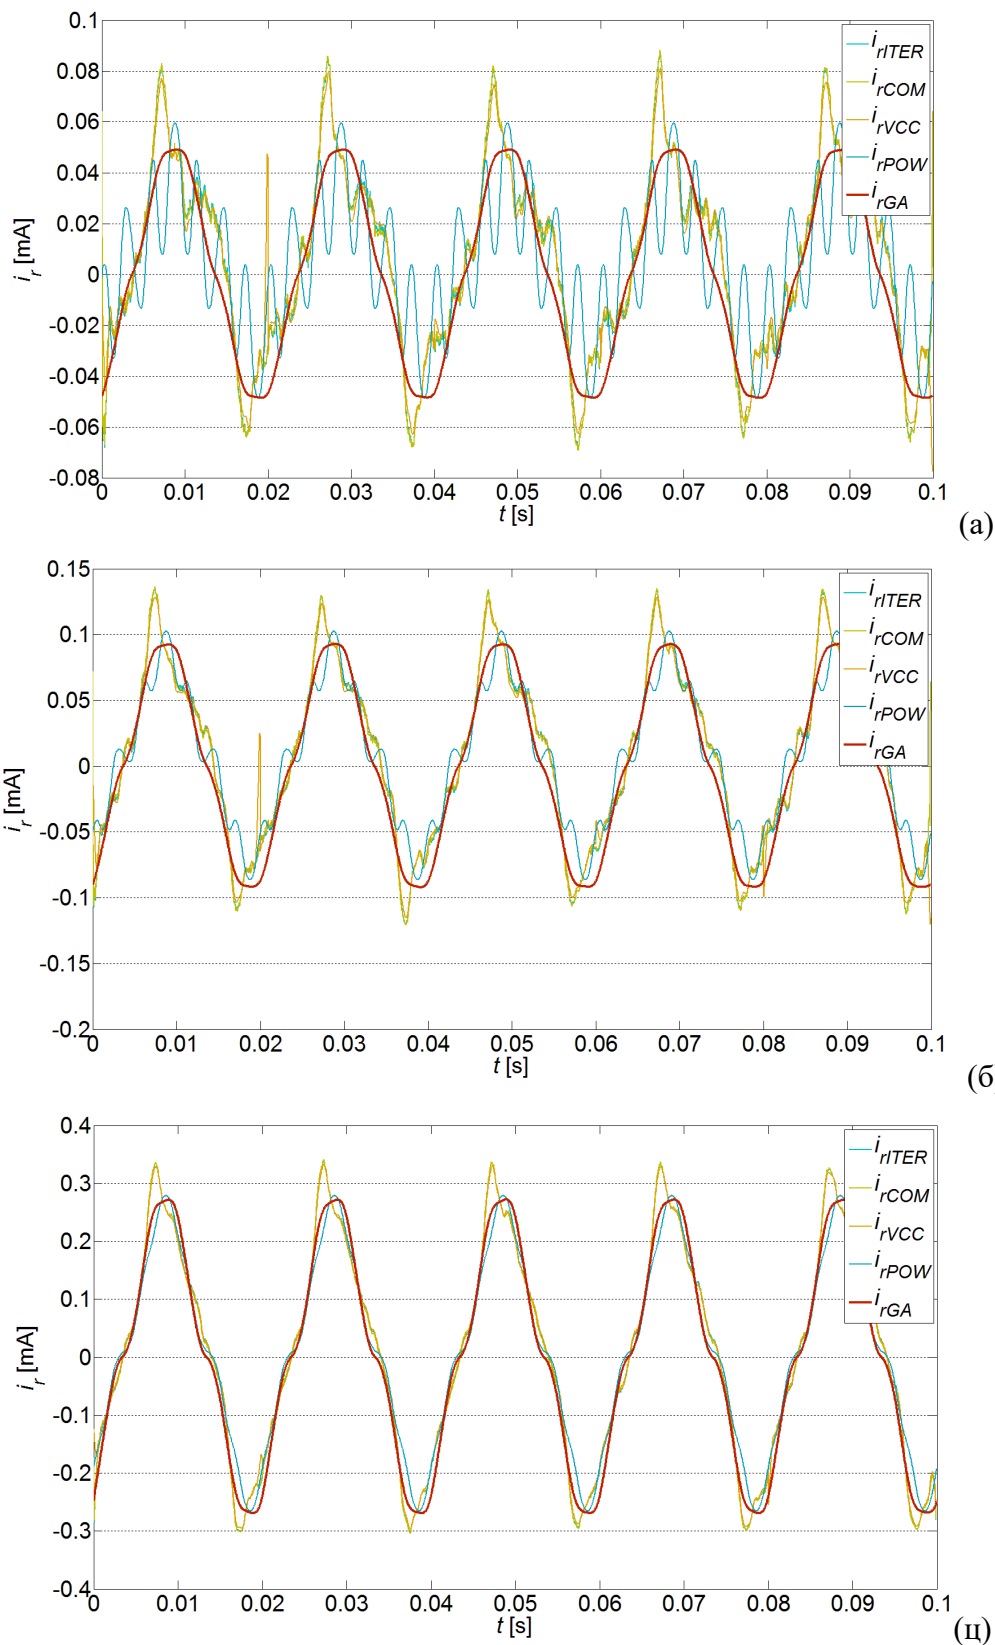 0.1
0.08
0.06
0.04
0.02
0
-0.02
-0.04
-0.06
-0.08
i_r [mA]
0 0.01 0.02 0.03 0.04 0.05 0.06 0.07 0.08 0.09 0.1
t [s]
i_rITER
i_rCOM
i_rVCC
i_rPOW
i_rGA
(а)
0.15
0.1
0.05
0
-0.05
-0.1
-0.15
-0.2
i_r [mA]
0 0.01 0.02 0.03 0.04 0.05 0.06 0.07 0.08 0.09 0.1
t [s]
i_rITER
i_rCOM
i_rVCC
i_rPOW
i_rGA
(б)
0.4
0.3
0.2
0.1
0
-0.1
-0.2
-0.3
-0.4
i_r [mA]
0 0.01 0.02 0.03 0.04 0.05 0.06 0.07 0.08 0.09 0.1
t [s]
i_rITER
i_rCOM
i_rVCC
i_rPOW
i_rGA
(ц)